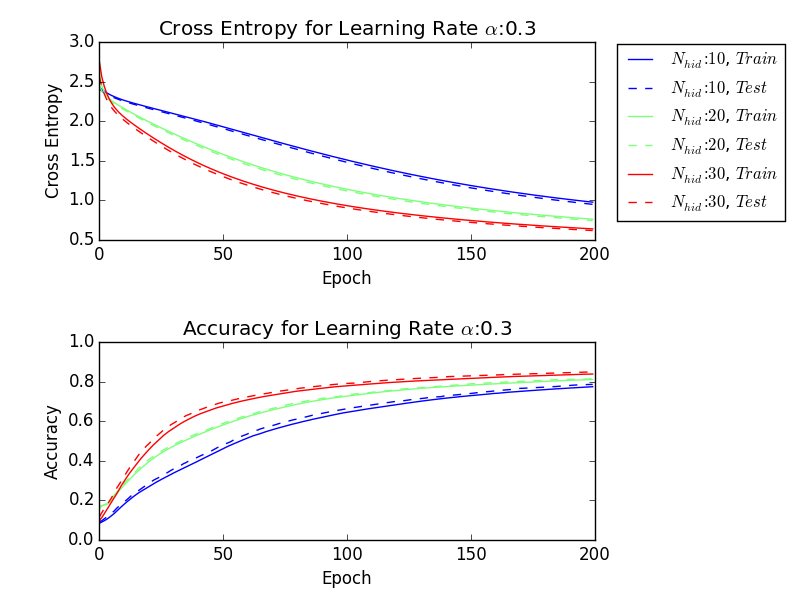 Cross Entropy for Learning Rate α:0.3
3.0
2.5
2.0
1.5
1.0
0.5
Cross Entropy
0 50 100 150 200
Epoch
N_hid:10, Train
N_hid:10, Test
N_hid:20, Train
N_hid:20, Test
N_hid:30, Train
N_hid:30, Test
Accuracy for Learning Rate α:0.3
1.0
0.8
0.6
0.4
0.2
0.0
Accuracy
0 50 100 150 200
Epoch